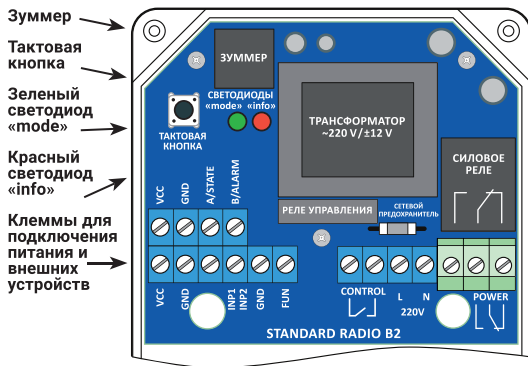 Зуммер
Тактовая
кнопка
Зеленый
светодиод
«mode»
Красный
светодиод
«info»
Клеммы для
подключения
питания и
внешних
устройств
ЗУММЕР
СВЕТОДИОДЫ
«mode» «info»
ТАКТОВАЯ
КНОПКА
ТРАНСФОРМАТОР
~220 V/±12 V
СИЛОВОЕ
РЕЛЕ
РЕЛЕ УПРАВЛЕНИЯ
СЕТЕВОЙ
ПРЕДОХРАНИТЕЛЬ
VCC
GND
A/STATE
B/ALARM
VCC
GND
INP1
INP2
GND
FUN
CONTROL
L
N
220V
POWER
STANDARD RADIO B2